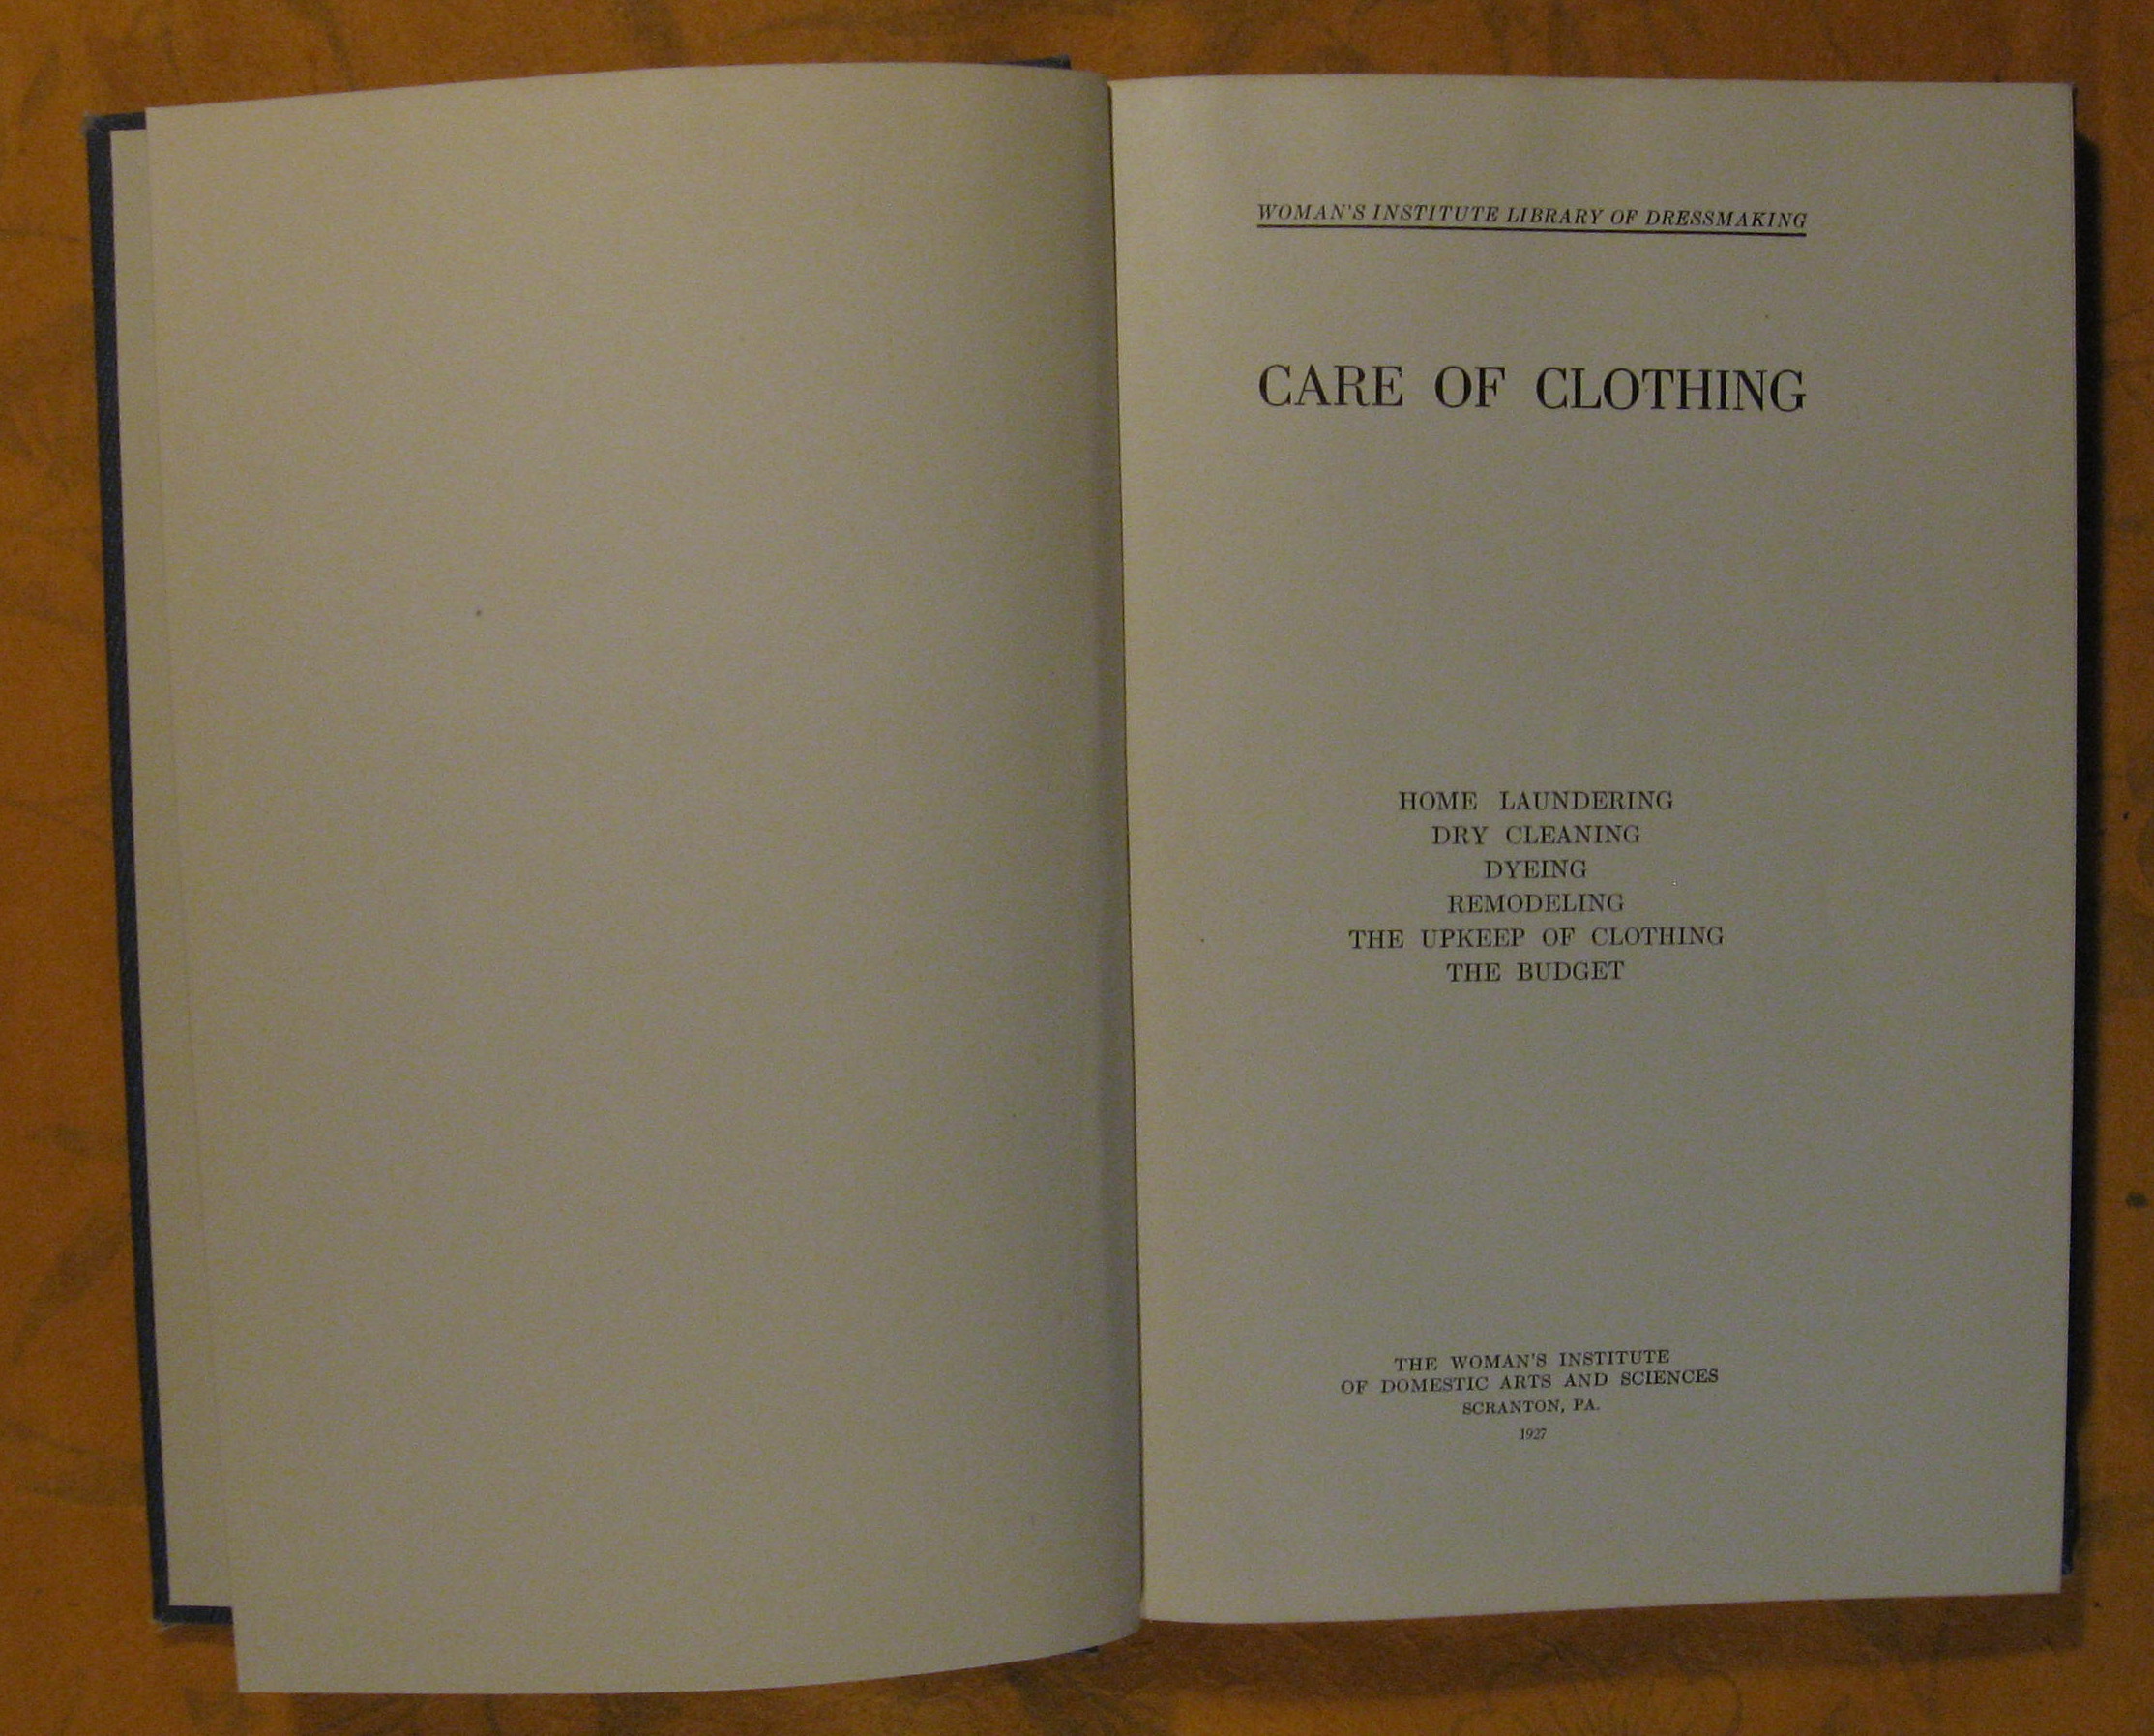 WOMAN'S INSTITUTE LIBRARY OF DRESSMAKING
CARE OF CLOTHING
HOME LAUNDERING
DRY CLEANING
DYEING
REMODELING
THE UPKEEP OF CLOTHING
THE BUDGET
THE WOMAN'S INSTITUTE
OF DOMESTIC ARTS AND SCIENCES
SCRANTON, PA.
1927